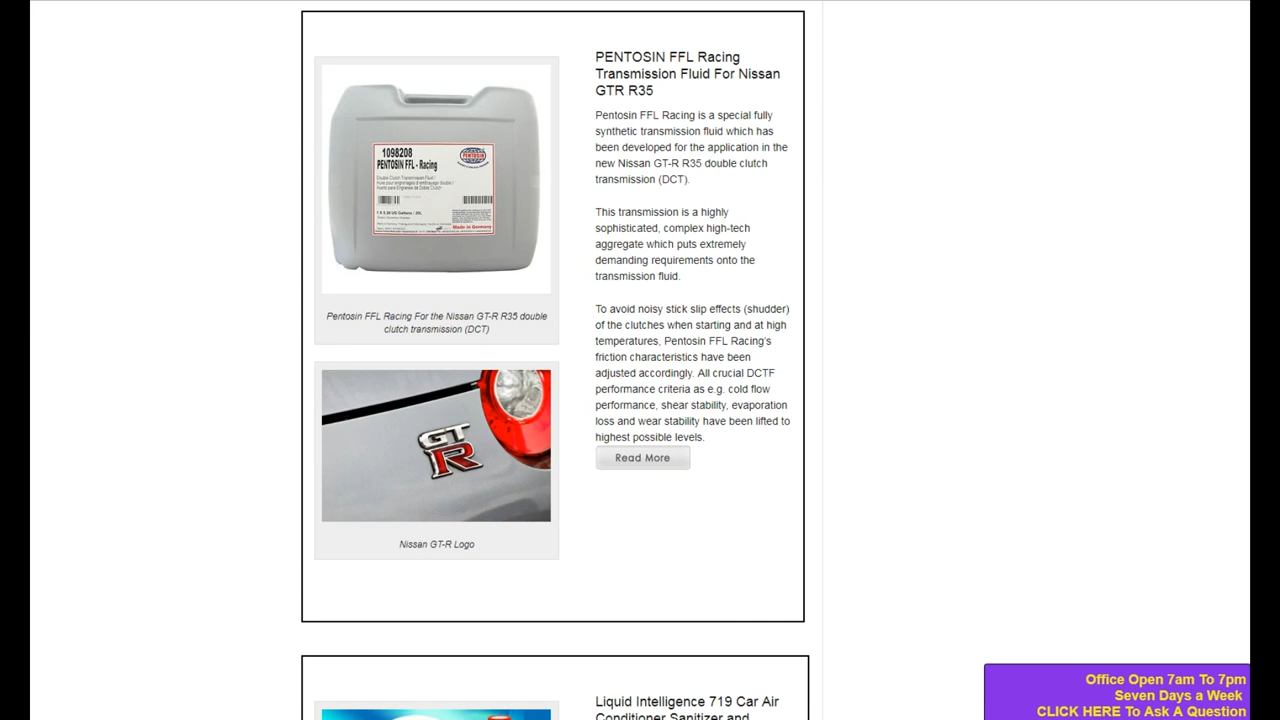 1098208
PENTOSIN FFL - Racing
PENTOSIN
Double Clutch Transmission Fluid /
Made in Germany
Pentosin FFL Racing For the Nissan GT-R R35 double
clutch transmission (DCT)
GT
R
Nissan GT-R Logo
PENTOSIN FFL Racing
Transmission Fluid For Nissan
GTR R35
Pentosin FFL Racing is a special fully
synthetic transmission fluid which has
been developed for the application in the
new Nissan GT-R R35 double clutch
transmission (DCT).
This transmission is a highly
sophisticated, complex high-tech
aggregate which puts extremely
demanding requirements onto the
transmission fluid.
To avoid noisy stick slip effects (shudder)
of the clutches when starting and at high
temperatures, Pentosin FFL Racing's
friction characteristics have been
adjusted accordingly. All crucial DCTF
performance criteria as e.g. cold flow
performance, shear stability, evaporation
loss and wear stability have been lifted to
highest possible levels.
Read More
Liquid Intelligence 719 Car Air
Conditioner Sanitizer and
Office Open 7am To 7pm
Seven Days a Week
CLICK HERE To Ask A Question